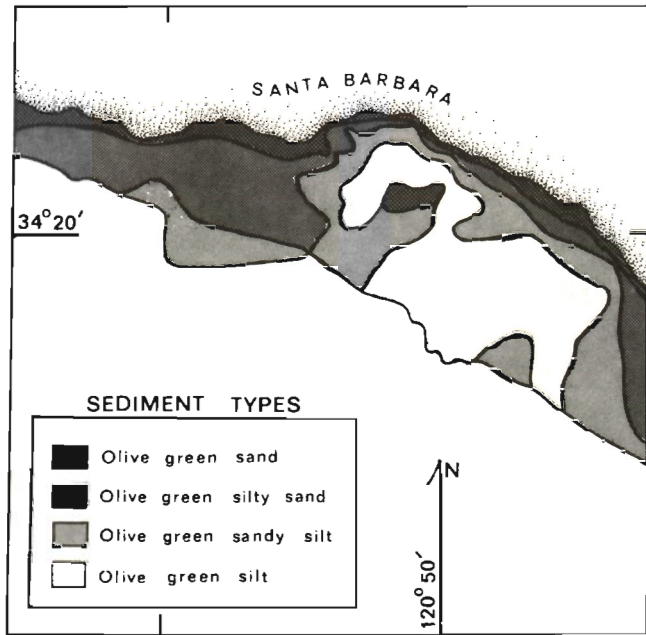 SANTA BARBARA
34°20'
SEDIMENT TYPES
Olive green sand
Olive green silty sand
Olive green sandy silt
Olive green silt
N
120°50'